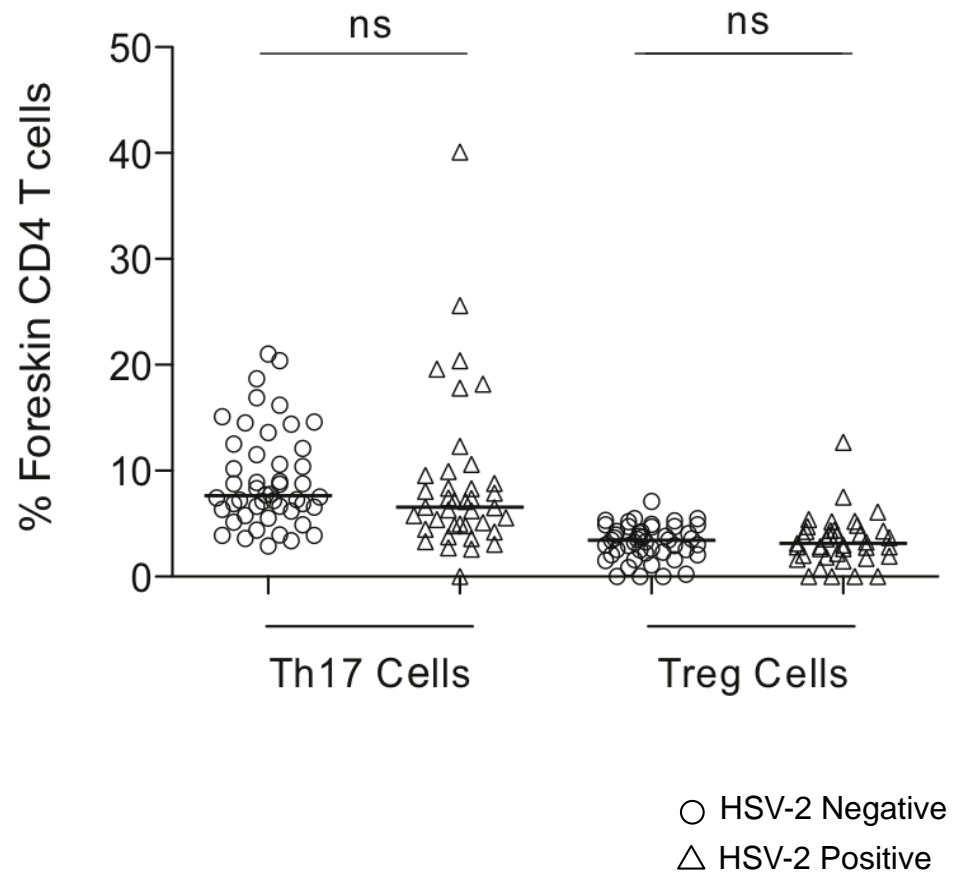 ns
ns
50
40
30
20
10
0
% Foreskin CD4 T cells
Th17 Cells
Treg Cells
HSV-2 Negative
HSV-2 Positive